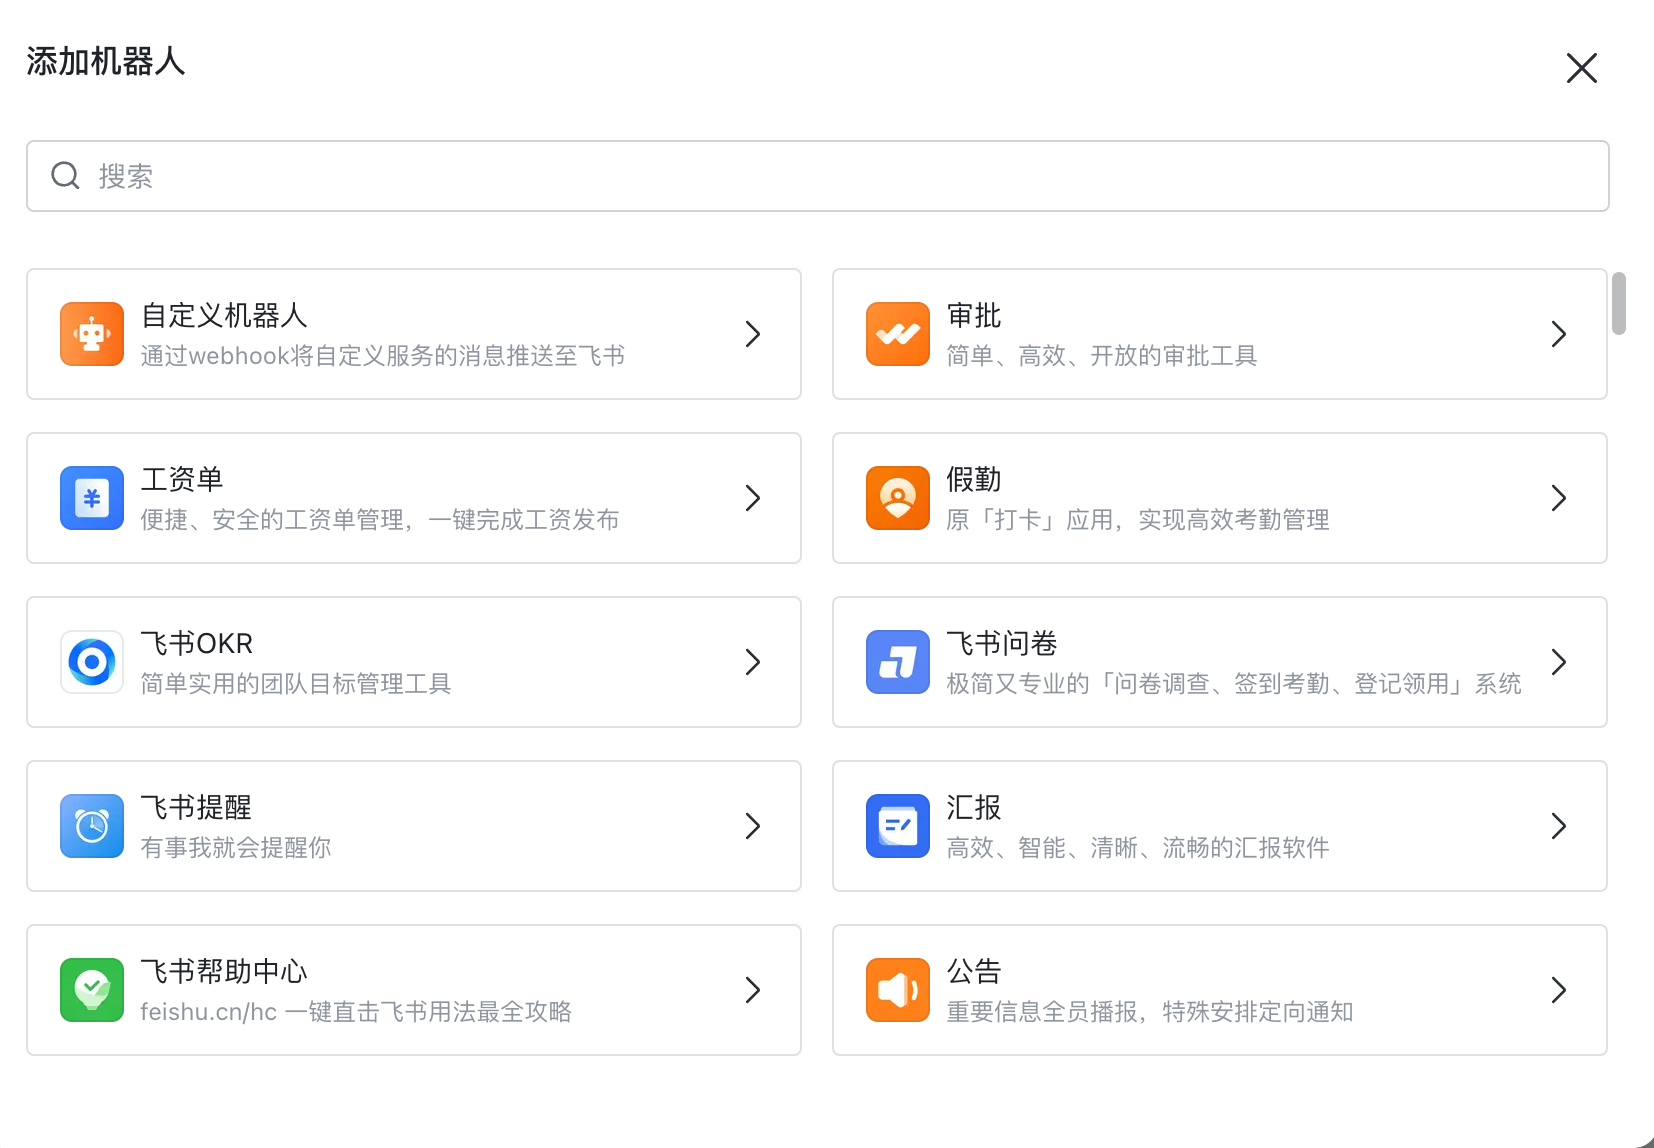 添加机器人
搜索
自定义机器人
通过webhook将自定义服务的消息推送至飞书
审批
简单、高效、开放的审批工具
工资单
便捷、安全的工资单管理，一键完成工资发布
假勤
原「打卡」应用，实现高效考勤管理
飞书OKR
简单实用的团队目标管理工具
飞书问卷
极简又专业的「问卷调查、签到考勤、登记领用」系统
飞书提醒
有事我就会提醒你
汇报
高效、智能、清晰、流畅的汇报软件
飞书帮助中心
feishu.cn/hc 一键直击飞书用法最全攻略
公告
重要信息全员播报，特殊安排定向通知